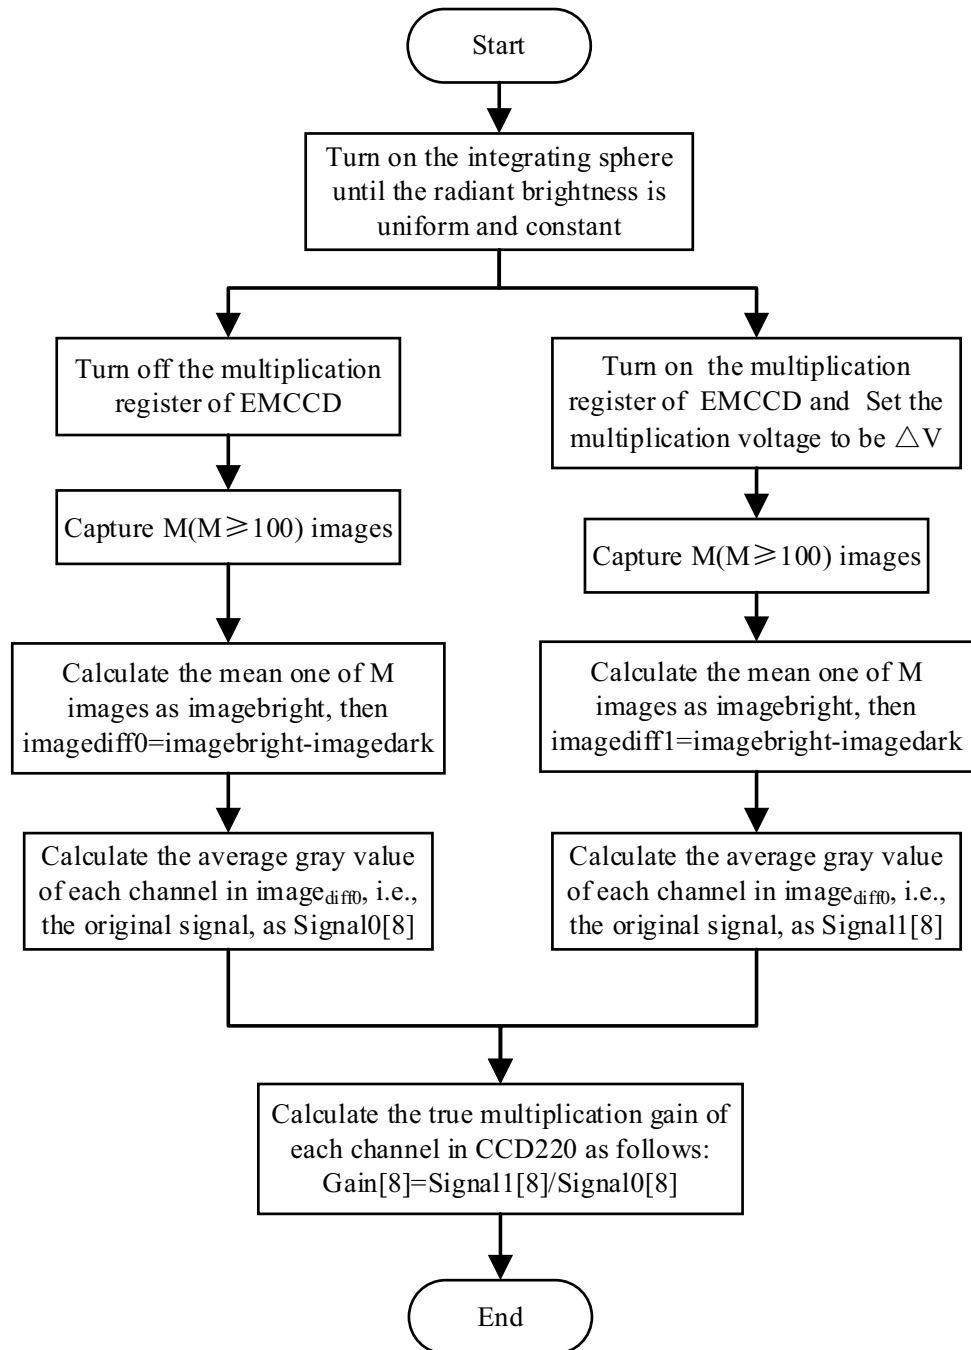 Start
Turn on the integrating sphere
until the radiant brightness is
uniform and constant
Turn off the multiplication
register of EMCCD
Capture M(M≥100) images
Calculate the mean one of M
images as imagebright, then
imagediff0=imagebright-imagedark
Calculate the average gray value
of each channel in image_diff0, i.e.,
the original signal, as Signal0[8]
Turn on the multiplication
register of EMCCD and Set the
multiplication voltage to be △V
Capture M(M≥100) images
Calculate the mean one of M
images as imagebright, then
imagediff1=imagebright-imagedark
Calculate the average gray value
of each channel in image_diff0, i.e.,
the original signal, as Signal1[8]
Calculate the true multiplication gain of
each channel in CCD220 as follows:
Gain[8]=Signal1[8]/Signal0[8]
End